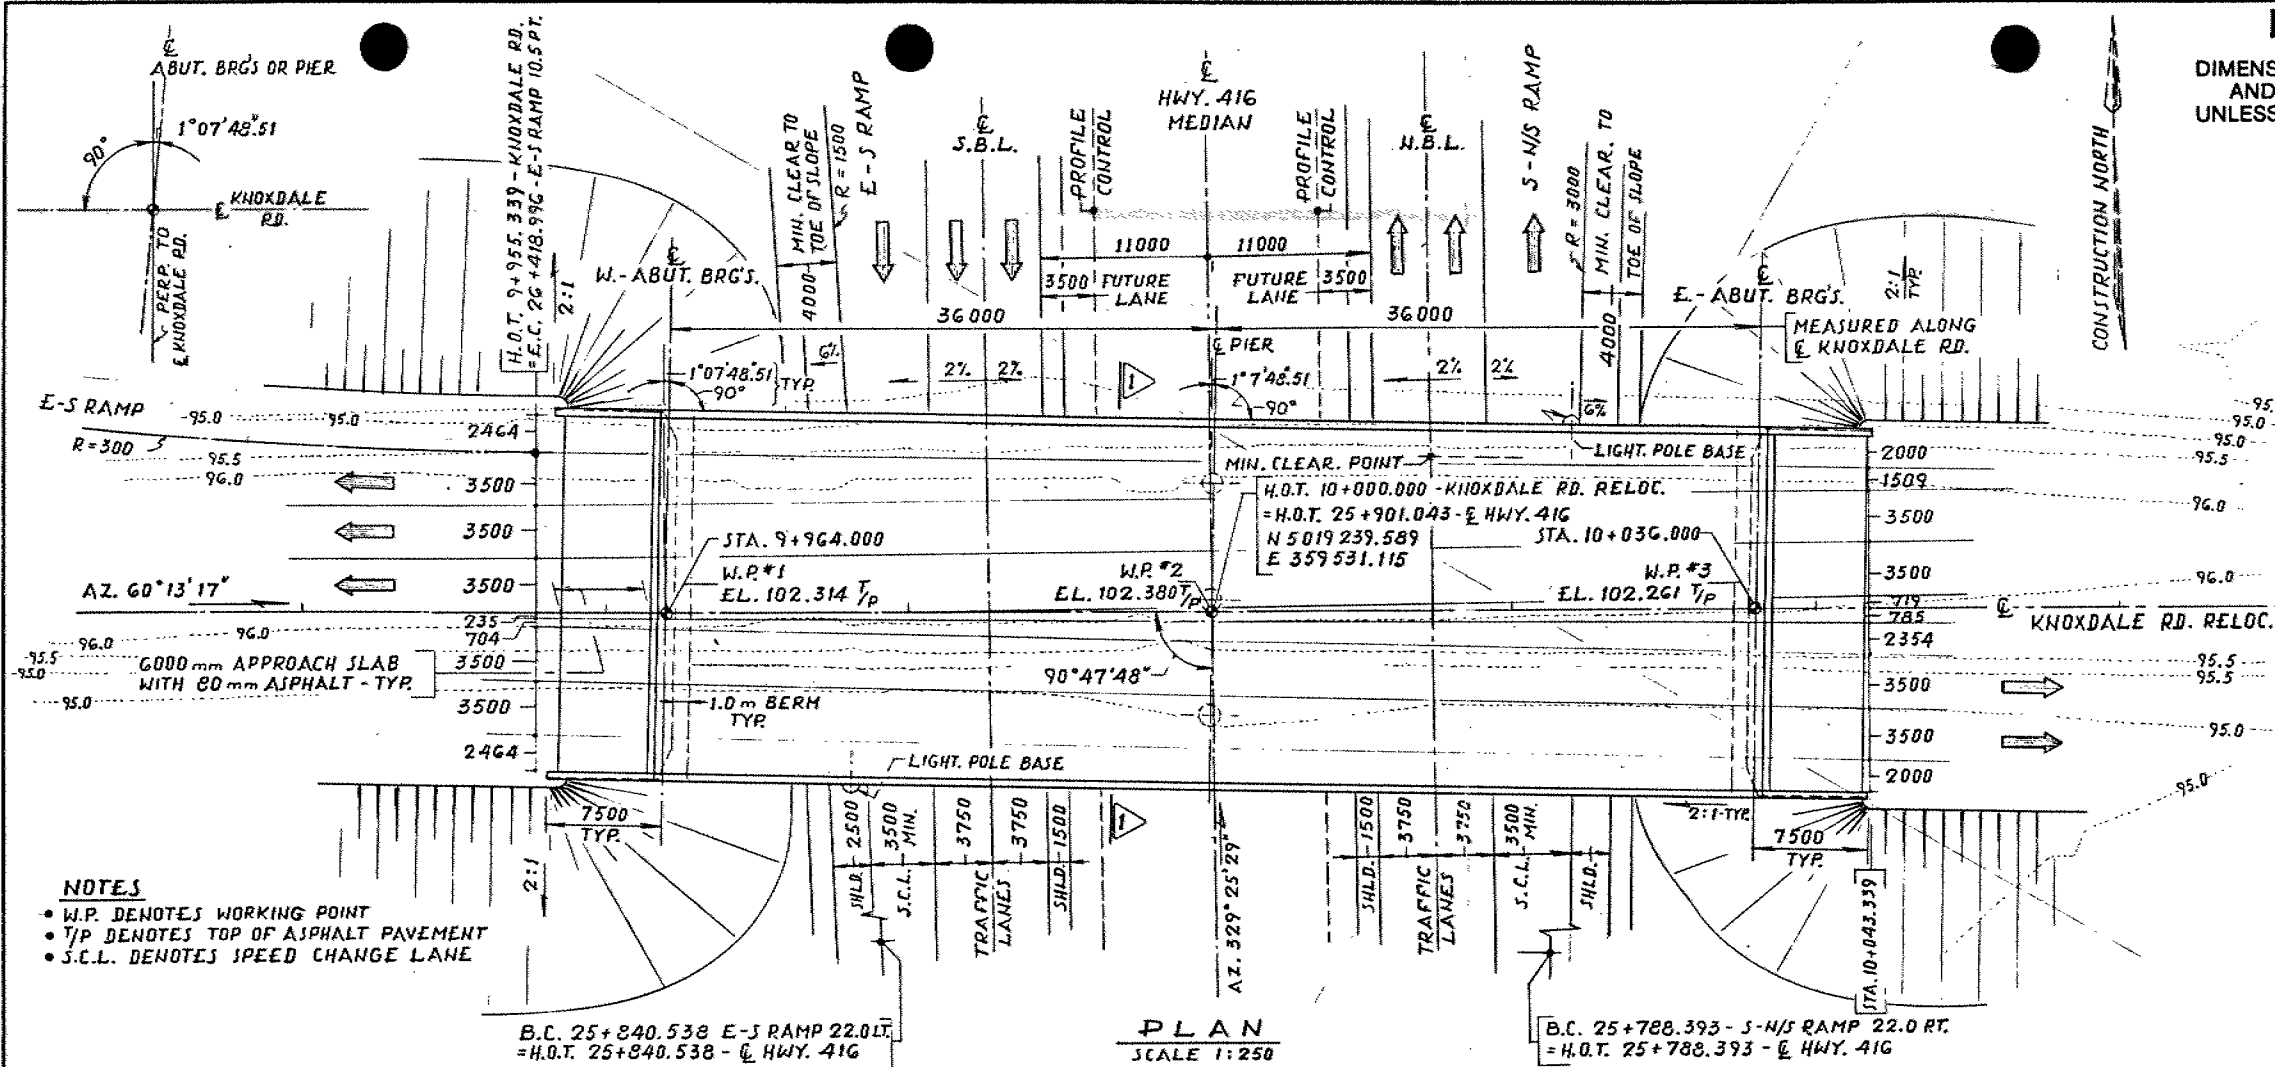 ℄
ABUT. BRG'S OR PIER
1°07'48".51
90°
℄ KNOXDALE
RD.
PERP. TO
℄ KNOXDALE RD.
H.O.T. 9+955.339-KNOXDALE RD.
=E.C. 26+418.996-E-S RAMP 10.5 PT.
2:1
℄
W.-ABUT. BRG'S.
MIN. CLEAR TO
TOE OF SLOPE
R=1500
4000
E-S RAMP
℄
S.B.L.
PROFILE
CONTROL
℄
HWY. 416
MEDIAN
PROFILE
CONTROL
℄
N.B.L.
S-N/S RAMP
R=3000
MIN. CLEAR. TO
TOE OF SLOPE
4000
CONSTRUCTION NORTH
DIMENS
AND
UNLESS
11000
11000
3500
FUTURE
LANE
FUTURE
LANE
3500
36000
36000
℄
E.-ABUT. BRG'S.
2:1
TYP.
MEASURED ALONG
℄ KNOXDALE RD.
℄ PIER
6%
2%
2%
1
2%
2%
6%
1°07'48".51
90°
TYP.
1°7'48".51
90°
E-S RAMP
95.0
95.0
R=300
95.5
96.0
2464
3500
3500
3500
235
704
3500
3500
2464
LIGHT. POLE BASE
MIN. CLEAR. POINT
H.O.T. 10+000.000-KNOXDALE RD. RELOC.
=H.O.T. 25+901.043-℄ HWY. 416
N 5019 239.589
E 359 531.115
STA. 9+964.000
W.P. #1
EL. 102.314 T/P
W.P. #2
EL. 102.380 T/P
STA. 10+036.000
W.P. #3
EL. 102.261 T/P
2000
1509
3500
3500
719
785
2354
3500
3500
2000
95.
95.0
95.0
95.5
96.0
96.0
℄ KNOXDALE RD. RELOC.
95.5
95.5
95.0
95.0
AZ. 60°13'17"
96.0
96.0
95.5
95.0
95.0
6000 mm APPROACH SLAB
WITH 80 mm ASPHALT - TYP.
1.0 m BERM
TYP.
90°47'48"
LIGHT. POLE BASE
7500
TYP.
2:1
SHLD. 2500
3500
MIN.
S.C.L.
3750
3750
TRAFFIC
LANES
1500
SHLD.
1
AZ. 329°25'29"
1500
SHLD.
3750
3750
TRAFFIC
LANES
3500
MIN.
S.C.L.
SHLD.
2:1-TYP.
7500
TYP.
STA. 10+043.339
NOTES
• W.P. DENOTES WORKING POINT
• T/P DENOTES TOP OF ASPHALT PAVEMENT
• S.C.L. DENOTES SPEED CHANGE LANE
B.C. 25+840.538 E-S RAMP 22.0 LT.
=H.O.T. 25+840.538 - ℄ HWY. 416
PLAN
SCALE 1:250
B.C. 25+788.393 - S-N/S RAMP 22.0 RT.
=H.O.T. 25+788.393 - ℄ HWY. 416